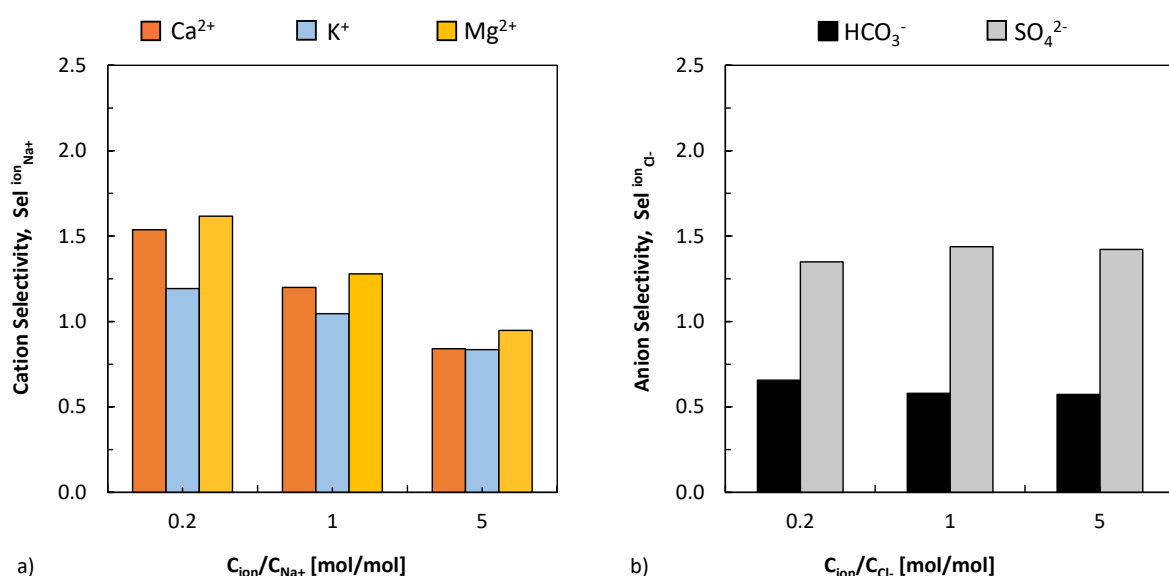 Ca²⁺ K⁺ Mg²⁺
2.5
2.0
1.5
1.0
0.5
0.0
Cation Selectivity, Sel ⁱᵒⁿNa+
0.2 1 5
a) Cion/CNa+ [mol/mol]
HCO₃⁻ SO₄²⁻
2.5
2.0
1.5
1.0
0.5
0.0
Anion Selectivity, Sel ⁱᵒⁿCl-
0.2 1 5
b) Cion/CCl- [mol/mol]